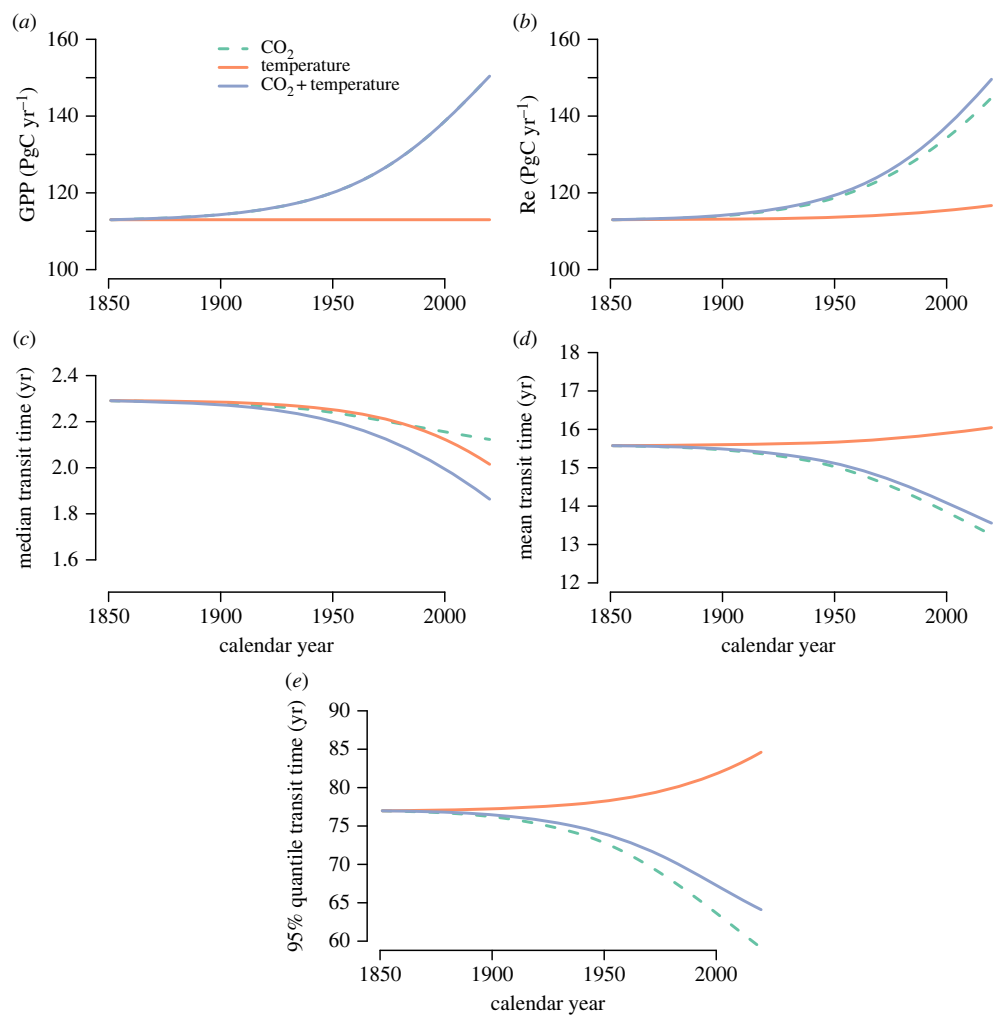 (a)
160
140
120
100
GPP (PgC yr⁻¹)
CO₂
temperature
CO₂ + temperature
1850 1900 1950 2000
(b)
160
140
120
100
Re (PgC yr⁻¹)
1850 1900 1950 2000
(c)
2.4
2.2
2.0
1.8
1.6
median transit time (yr)
1850 1900 1950 2000
calendar year
(d)
18
17
16
15
14
13
12
mean transit time (yr)
1850 1900 1950 2000
calendar year
(e)
90
85
80
75
70
65
60
95% quantile transit time (yr)
1850 1900 1950 2000
calendar year